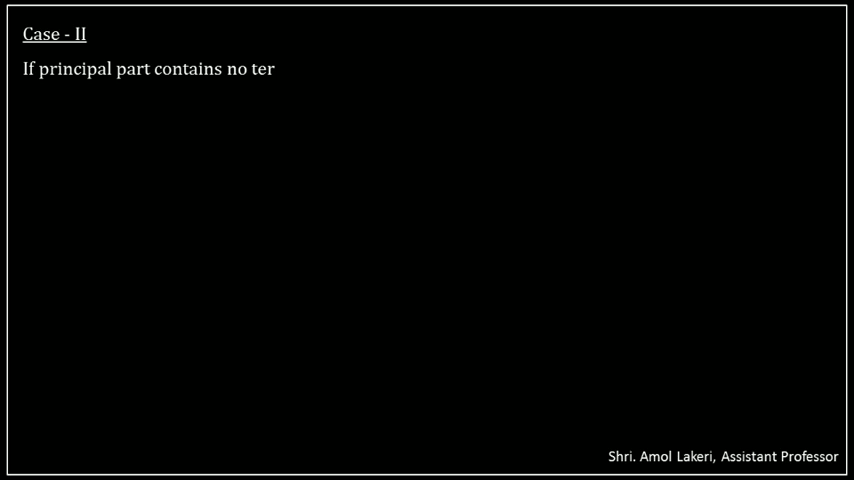 Case - II
If principal part contains no ter
Shri. Amol Lakeri, Assistant Professor